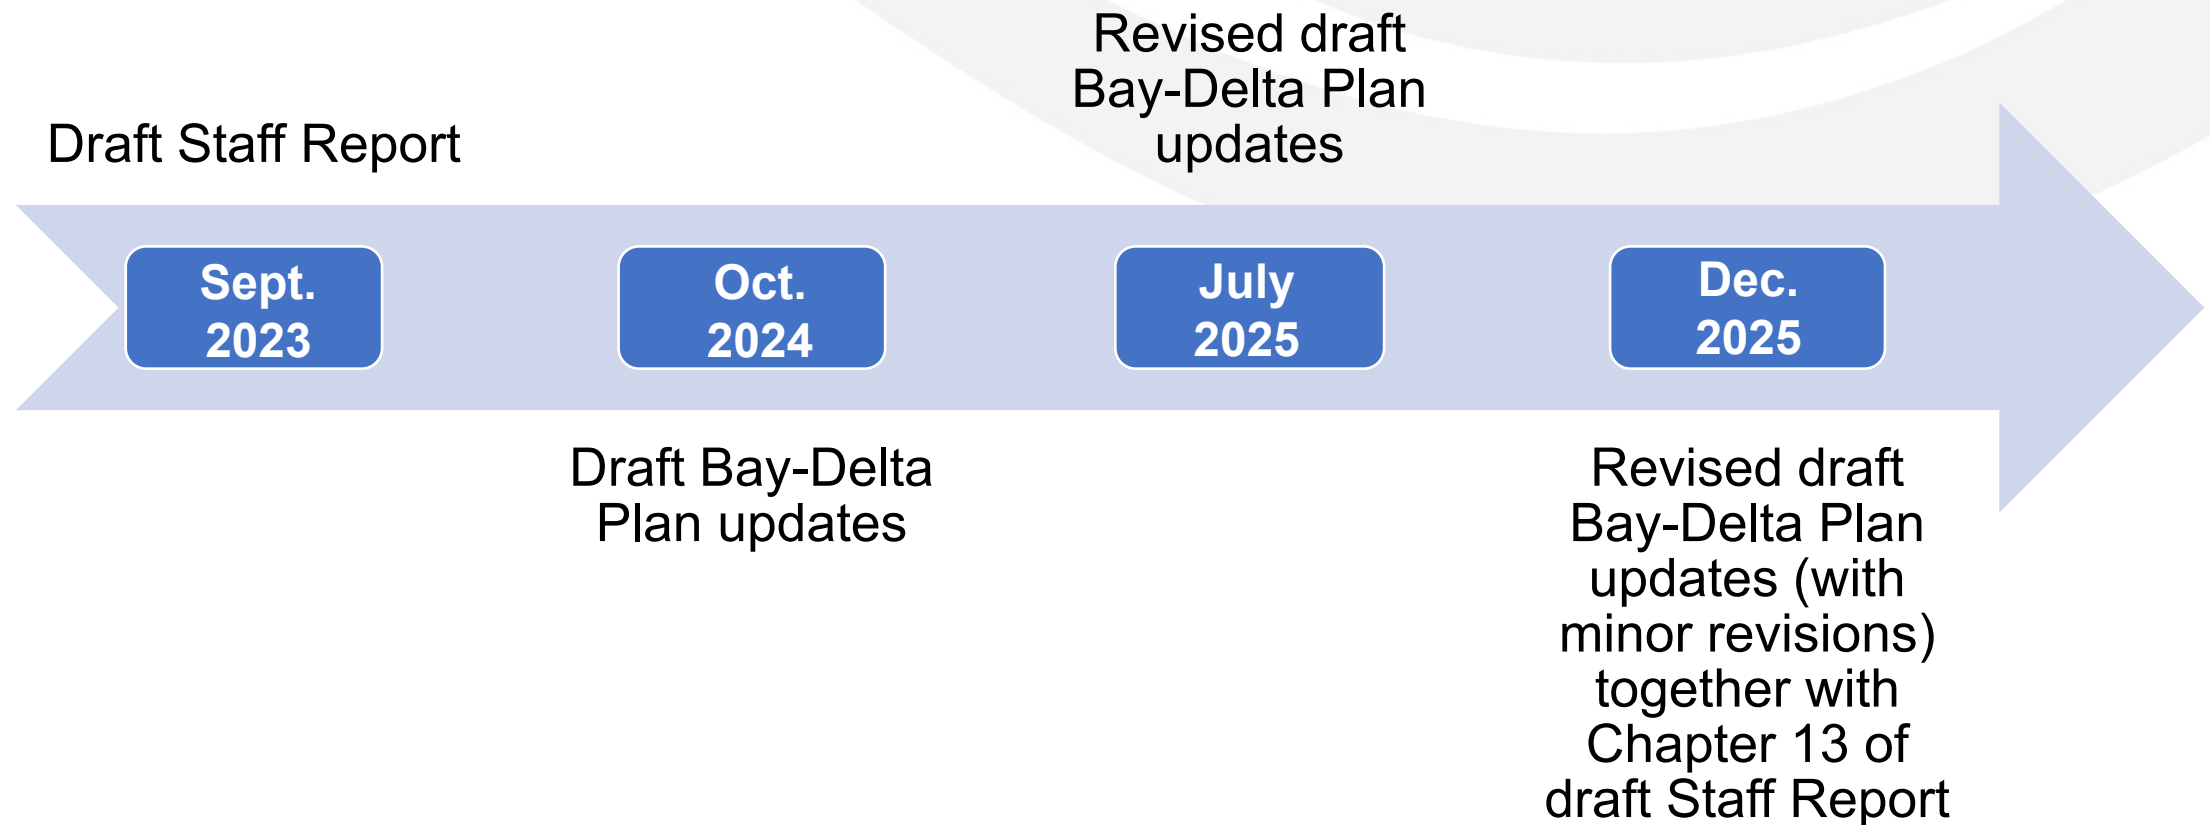 Draft Staff Report
Sept.
2023
Oct.
2024
Draft Bay-Delta
Plan updates
Revised draft
Bay-Delta Plan
updates
July
2025
Dec.
2025
Revised draft
Bay-Delta Plan
updates (with
minor revisions)
together with
Chapter 13 of
draft Staff Report